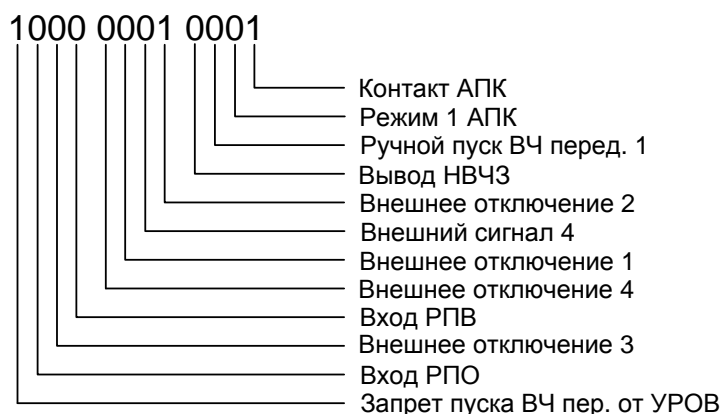 1000 0001 0001
Контакт АПК
Режим 1 АПК
Ручной пуск ВЧ перед. 1
Вывод НВЧЗ
Внешнее отключение 2
Внешний сигнал 4
Внешнее отключение 1
Внешнее отключение 4
Вход РПВ
Внешнее отключение 3
Вход РПО
Запрет пуска ВЧ пер. от УРОВ